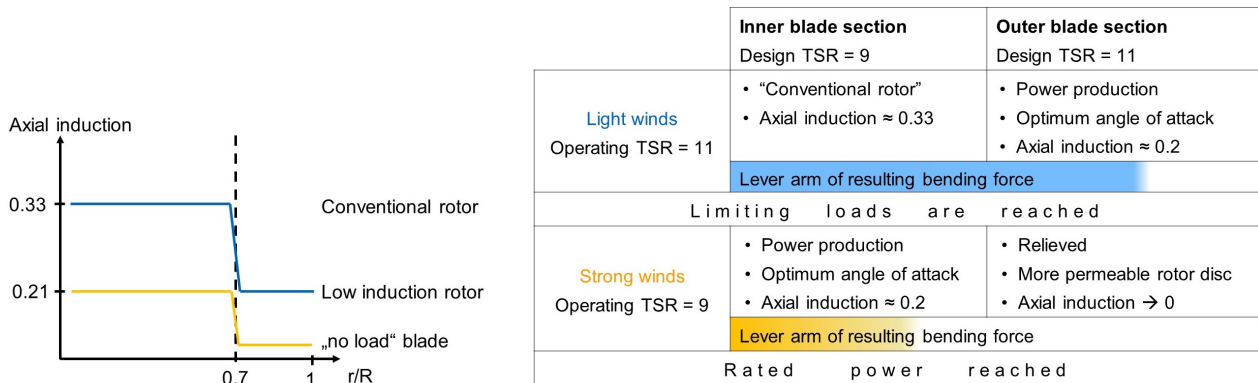 Axial induction
0.33
0.21
Conventional rotor
Low induction rotor
„no load“ blade
0.7
1
r/R
Inner blade section
Design TSR = 9
Outer blade section
Design TSR = 11
Light winds
Operating TSR = 11
• “Conventional rotor”
• Axial induction ≈ 0.33
• Power production
• Optimum angle of attack
• Axial induction ≈ 0.2
Lever arm of resulting bending force
Limiting loads are reached
Strong winds
Operating TSR = 9
• Power production
• Optimum angle of attack
• Axial induction ≈ 0.2
• Relieved
• More permeable rotor disc
• Axial induction → 0
Lever arm of resulting bending force
Rated power reached